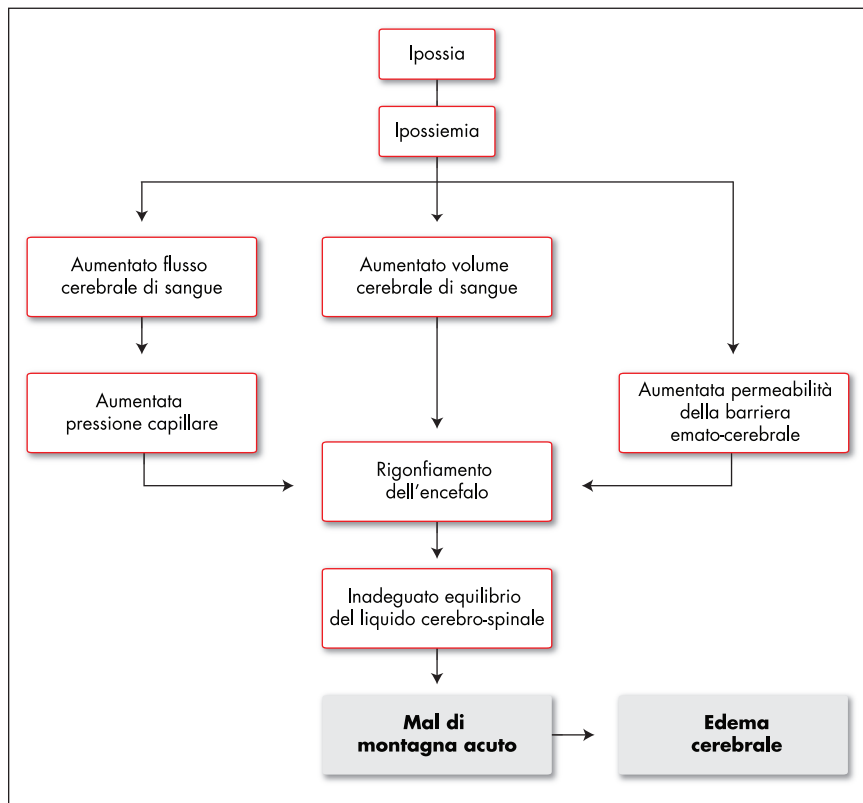 Ipossia
Ipossiemia
Aumentato flusso
cerebrale di sangue
Aumentato volume
cerebrale di sangue
Aumentata
pressione capillare
Aumentata permeabilità
della barriera
emato-cerebrale
Rigonfiamento
dell'encefalo
Inadeguato equilibrio
del liquido cerebro-spinale
Mal di
montagna acuto
Edema
cerebrale